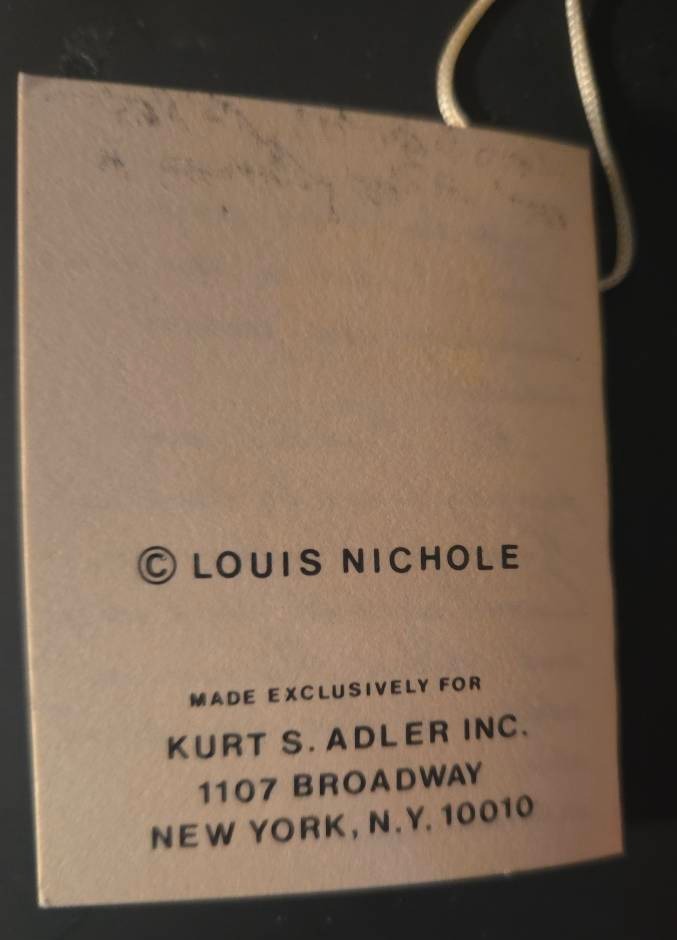 © LOUIS NICHOLE
MADE EXCLUSIVELY FOR
KURT S. ADLER INC.
1107 BROADWAY
NEW YORK, N.Y. 10010